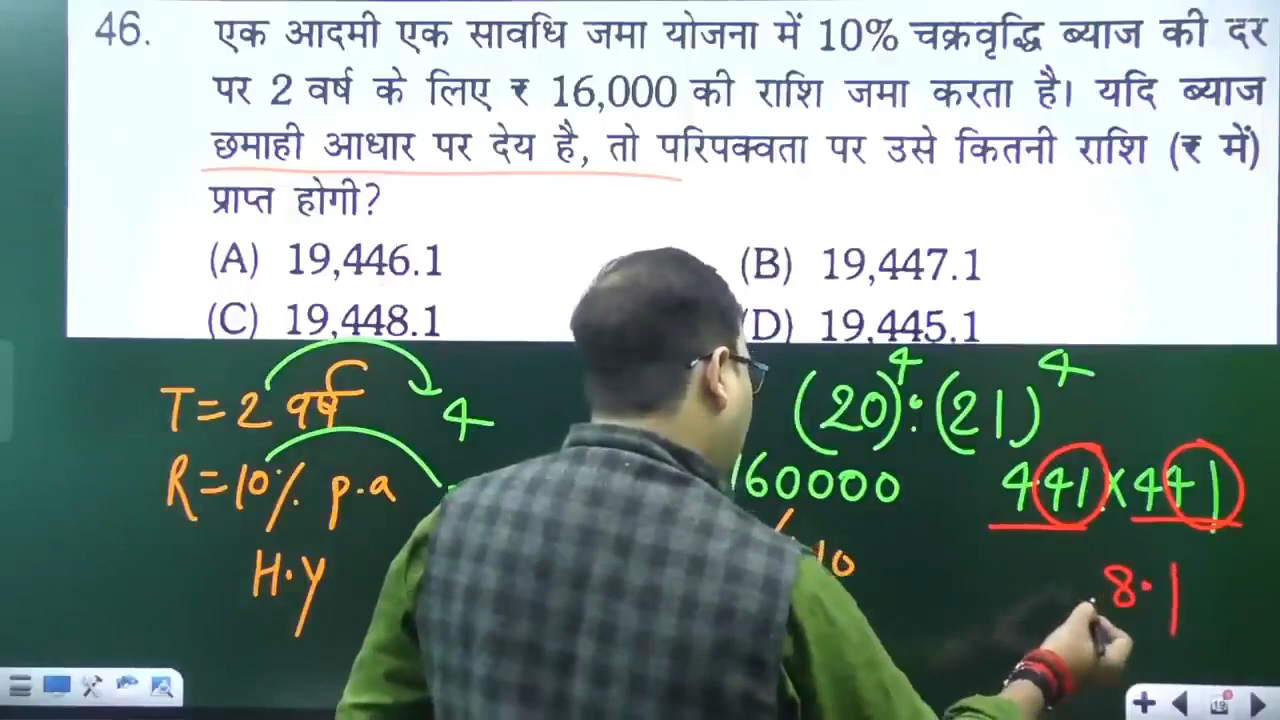 46. एक आदमी एक सावधि जमा योजना में 10% चक्रवृद्धि ब्याज की दर
पर 2 वर्ष के लिए ₹ 16,000 की राशि जमा करता है। यदि ब्याज
छमाही आधार पर देय है, तो परिपक्वता पर उसे कितनी राशि (₹ में)
प्राप्त होगी?
(A) 19,446.1 (B) 19,447.1
(C) 19,448.1 (D) 19,445.1
T=2 वर्ष 4 (20)⁴:(21)⁴
R=10% p.a 160000 441×441
H.y 10 8.1